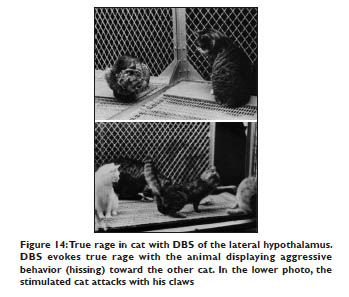 Figure 14: True rage in cat with DBS of the lateral hypothalamus.
DBS evokes true rage with the animal displaying aggressive
behavior (hissing) toward the other cat. In the lower photo, the
stimulated cat attacks with his claws